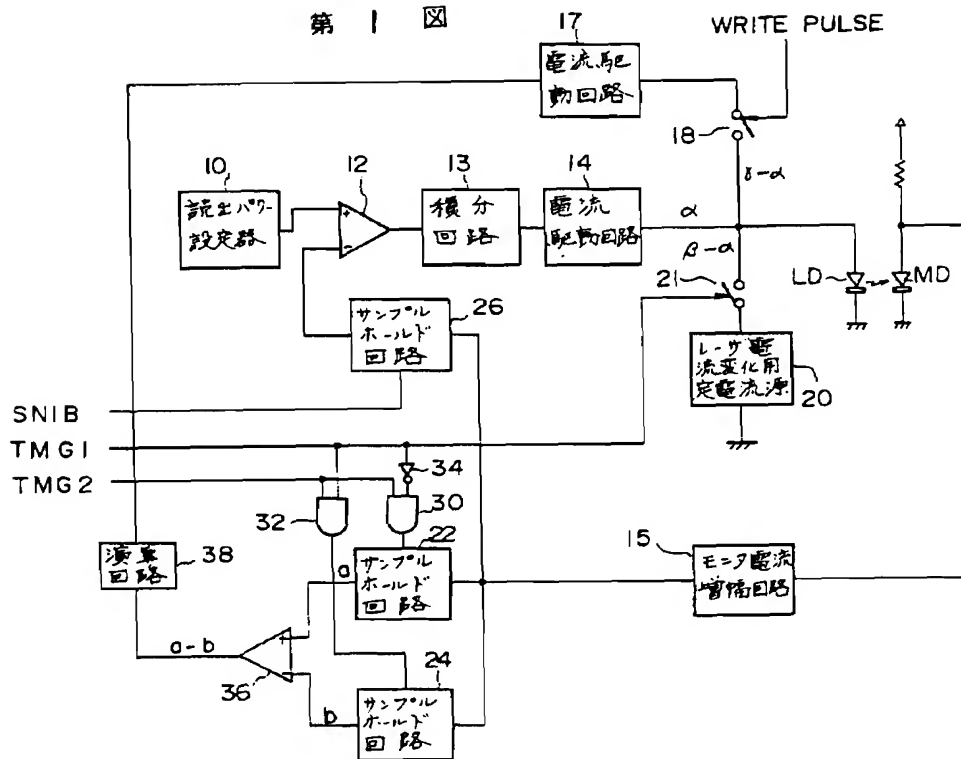 第 1 図
17
WRITE PULSE
電流駆
動回路
18
γ-α
10
読出パワー
設定器
12
+
-
13
積分
回路
14
電流
駆動回路
α
β-α
21
LD
MD
26
サンプル
ホールド
回路
レーザ電
流変化用
定電流源
20
SNIB
TMG1
TMG2
34
32
30
22
サンプル
ホールド
回路
a
15
モニタ電流
増幅回路
演算
回路
38
a-b
+
-
36
24
サンプル
ホールド
回路
b